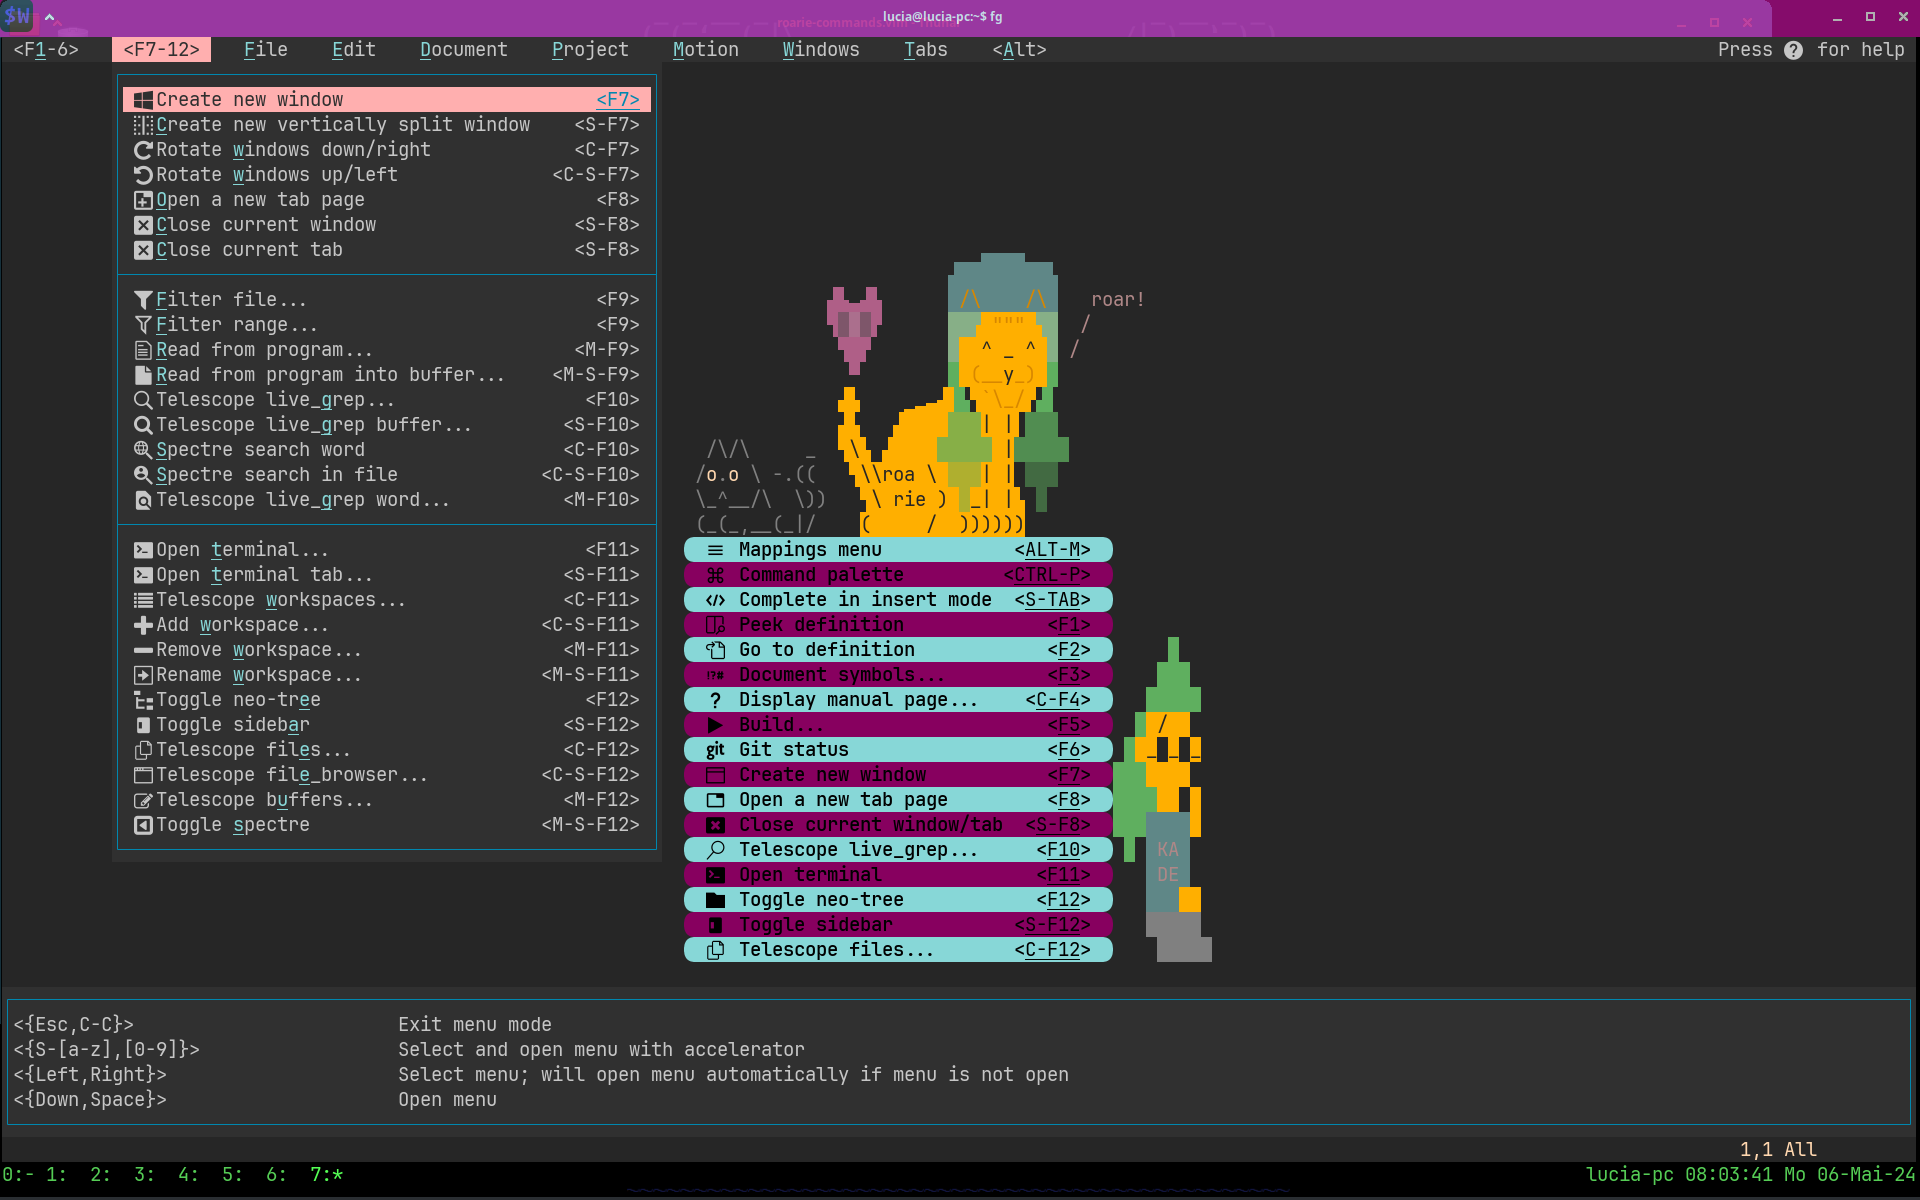 $W
lucia@lucia-pc:~$ fg
<F1-6> <F7-12> File Edit Document Project Motion Windows Tabs <Alt> Press ? for help
Create new window <F7>
Create new vertically split window <S-F7>
Rotate windows down/right <C-F7>
Rotate windows up/left <C-S-F7>
Open a new tab page <F8>
Close current window <S-F8>
Close current tab <S-F8>
Filter file... <F9>
Filter range... <F9>
Read from program... <M-F9>
Read from program into buffer... <M-S-F9>
Telescope live_grep... <F10>
Telescope live_grep buffer... <S-F10>
Spectre search word <C-F10>
Spectre search in file <C-S-F10>
Telescope live_grep word... <M-F10>
Open terminal... <F11>
Open terminal tab... <S-F11>
Telescope workspaces... <C-F11>
Add workspace... <C-S-F11>
Remove workspace... <M-F11>
Rename workspace... <M-S-F11>
Toggle neo-tree <F12>
Toggle sidebar <S-F12>
Telescope files... <C-F12>
Telescope file_browser... <C-S-F12>
Telescope buffers... <M-F12>
Toggle spectre <M-S-F12>
roar!
roa
rie
Mappings menu <ALT-M>
Command palette <CTRL-P>
Complete in insert mode <S-TAB>
Peek definition <F1>
Go to definition <F2>
Document symbols... <F3>
Display manual page... <C-F4>
Build... <F5>
git Git status <F6>
Create new window <F7>
Open a new tab page <F8>
Close current window/tab <S-F8>
Telescope live_grep... <F10>
Open terminal <F11>
Toggle neo-tree <F12>
Toggle sidebar <S-F12>
Telescope files... <C-F12>
KA
DE
<{Esc,C-C}> Exit menu mode
<{S-[a-z],[0-9]}> Select and open menu with accelerator
<{Left,Right}> Select menu; will open menu automatically if menu is not open
<{Down,Space}> Open menu
1,1 All
0:- 1: 2: 3: 4: 5: 6: 7:* lucia-pc 08:03:41 Mo 06-Mai-24